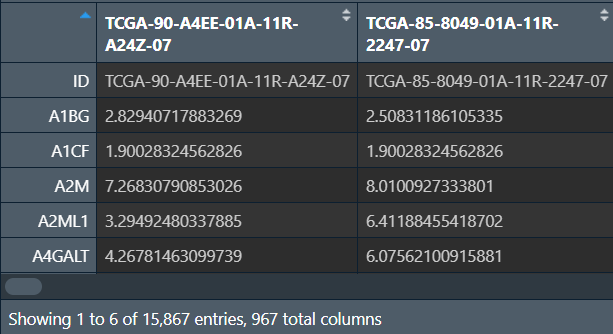 TCGA-90-A4EE-01A-11R-A24Z-07 TCGA-85-8049-01A-11R-2247-07
ID TCGA-90-A4EE-01A-11R-A24Z-07 TCGA-85-8049-01A-11R-2247-07
A1BG 2.82940717883269 2.50831186105335
A1CF 1.90028324562826 1.90028324562826
A2M 7.26830790853026 8.0100927333801
A2ML1 3.29492480337885 6.41188455418702
A4GALT 4.26781463099739 6.07562100915881
Showing 1 to 6 of 15,867 entries, 967 total columns